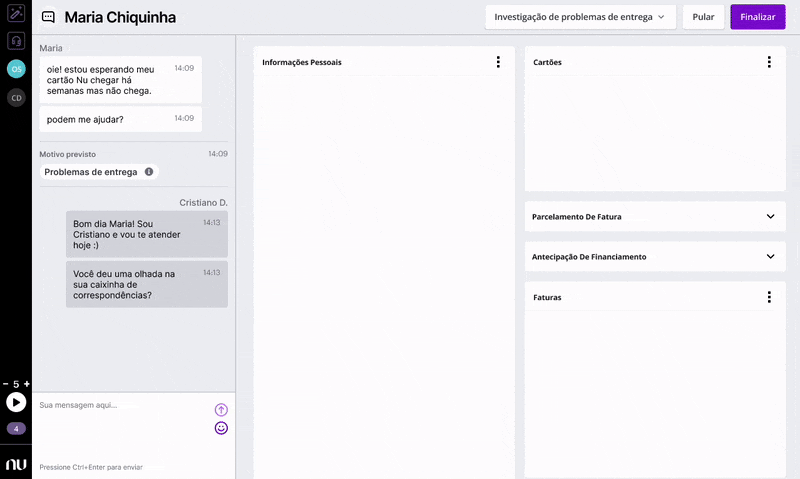 Maria Chiquinha
Investigação de problemas de entrega
Pular
Finalizar
OS
CD
Maria
oie! estou esperando meu
cartão Nu chegar há
semanas mas não chega.
14:09
podem me ajudar?
14:09
Motivo previsto
14:09
Problemas de entrega
Cristiano D.
Bom dia Maria! Sou
Cristiano e vou te atender
hoje :)
14:13
Você deu uma olhada na
sua caixinha de
correspondências?
14:13
Sua mensagem aqui...
Pressione Ctrl+Enter para enviar
− 5 +
4
nu
Informações Pessoais
Cartões
Parcelamento De Fatura
Antecipação De Financiamento
Faturas